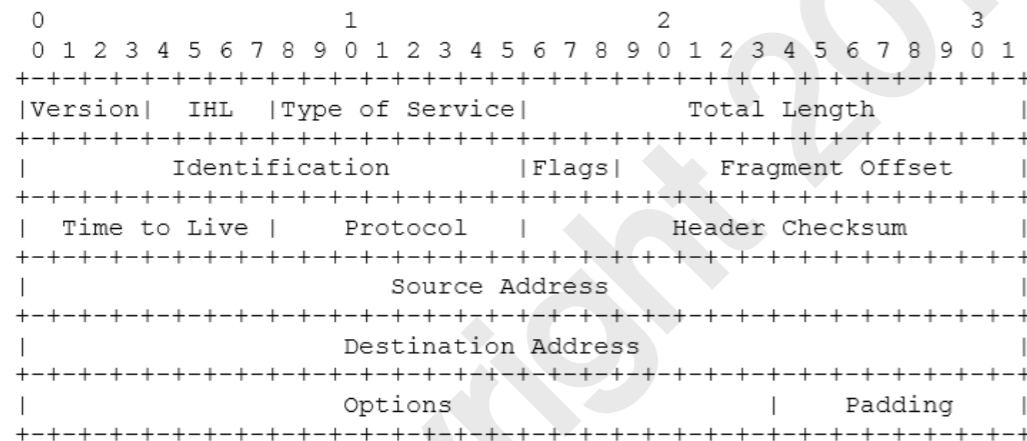 0                   1                   2                   3
 0 1 2 3 4 5 6 7 8 9 0 1 2 3 4 5 6 7 8 9 0 1 2 3 4 5 6 7 8 9 0 1
+-+-+-+-+-+-+-+-+-+-+-+-+-+-+-+-+-+-+-+-+-+-+-+-+-+-+-+-+-+-+-+-+
|Version|  IHL  |Type of Service|          Total Length         |
+-+-+-+-+-+-+-+-+-+-+-+-+-+-+-+-+-+-+-+-+-+-+-+-+-+-+-+-+-+-+-+-+
|         Identification        |Flags|      Fragment Offset    |
+-+-+-+-+-+-+-+-+-+-+-+-+-+-+-+-+-+-+-+-+-+-+-+-+-+-+-+-+-+-+-+-+
|  Time to Live |    Protocol   |         Header Checksum       |
+-+-+-+-+-+-+-+-+-+-+-+-+-+-+-+-+-+-+-+-+-+-+-+-+-+-+-+-+-+-+-+-+
|                       Source Address                          |
+-+-+-+-+-+-+-+-+-+-+-+-+-+-+-+-+-+-+-+-+-+-+-+-+-+-+-+-+-+-+-+-+
|                    Destination Address                        |
+-+-+-+-+-+-+-+-+-+-+-+-+-+-+-+-+-+-+-+-+-+-+-+-+-+-+-+-+-+-+-+-+
|                    Options                    |    Padding    |
+-+-+-+-+-+-+-+-+-+-+-+-+-+-+-+-+-+-+-+-+-+-+-+-+-+-+-+-+-+-+-+-+